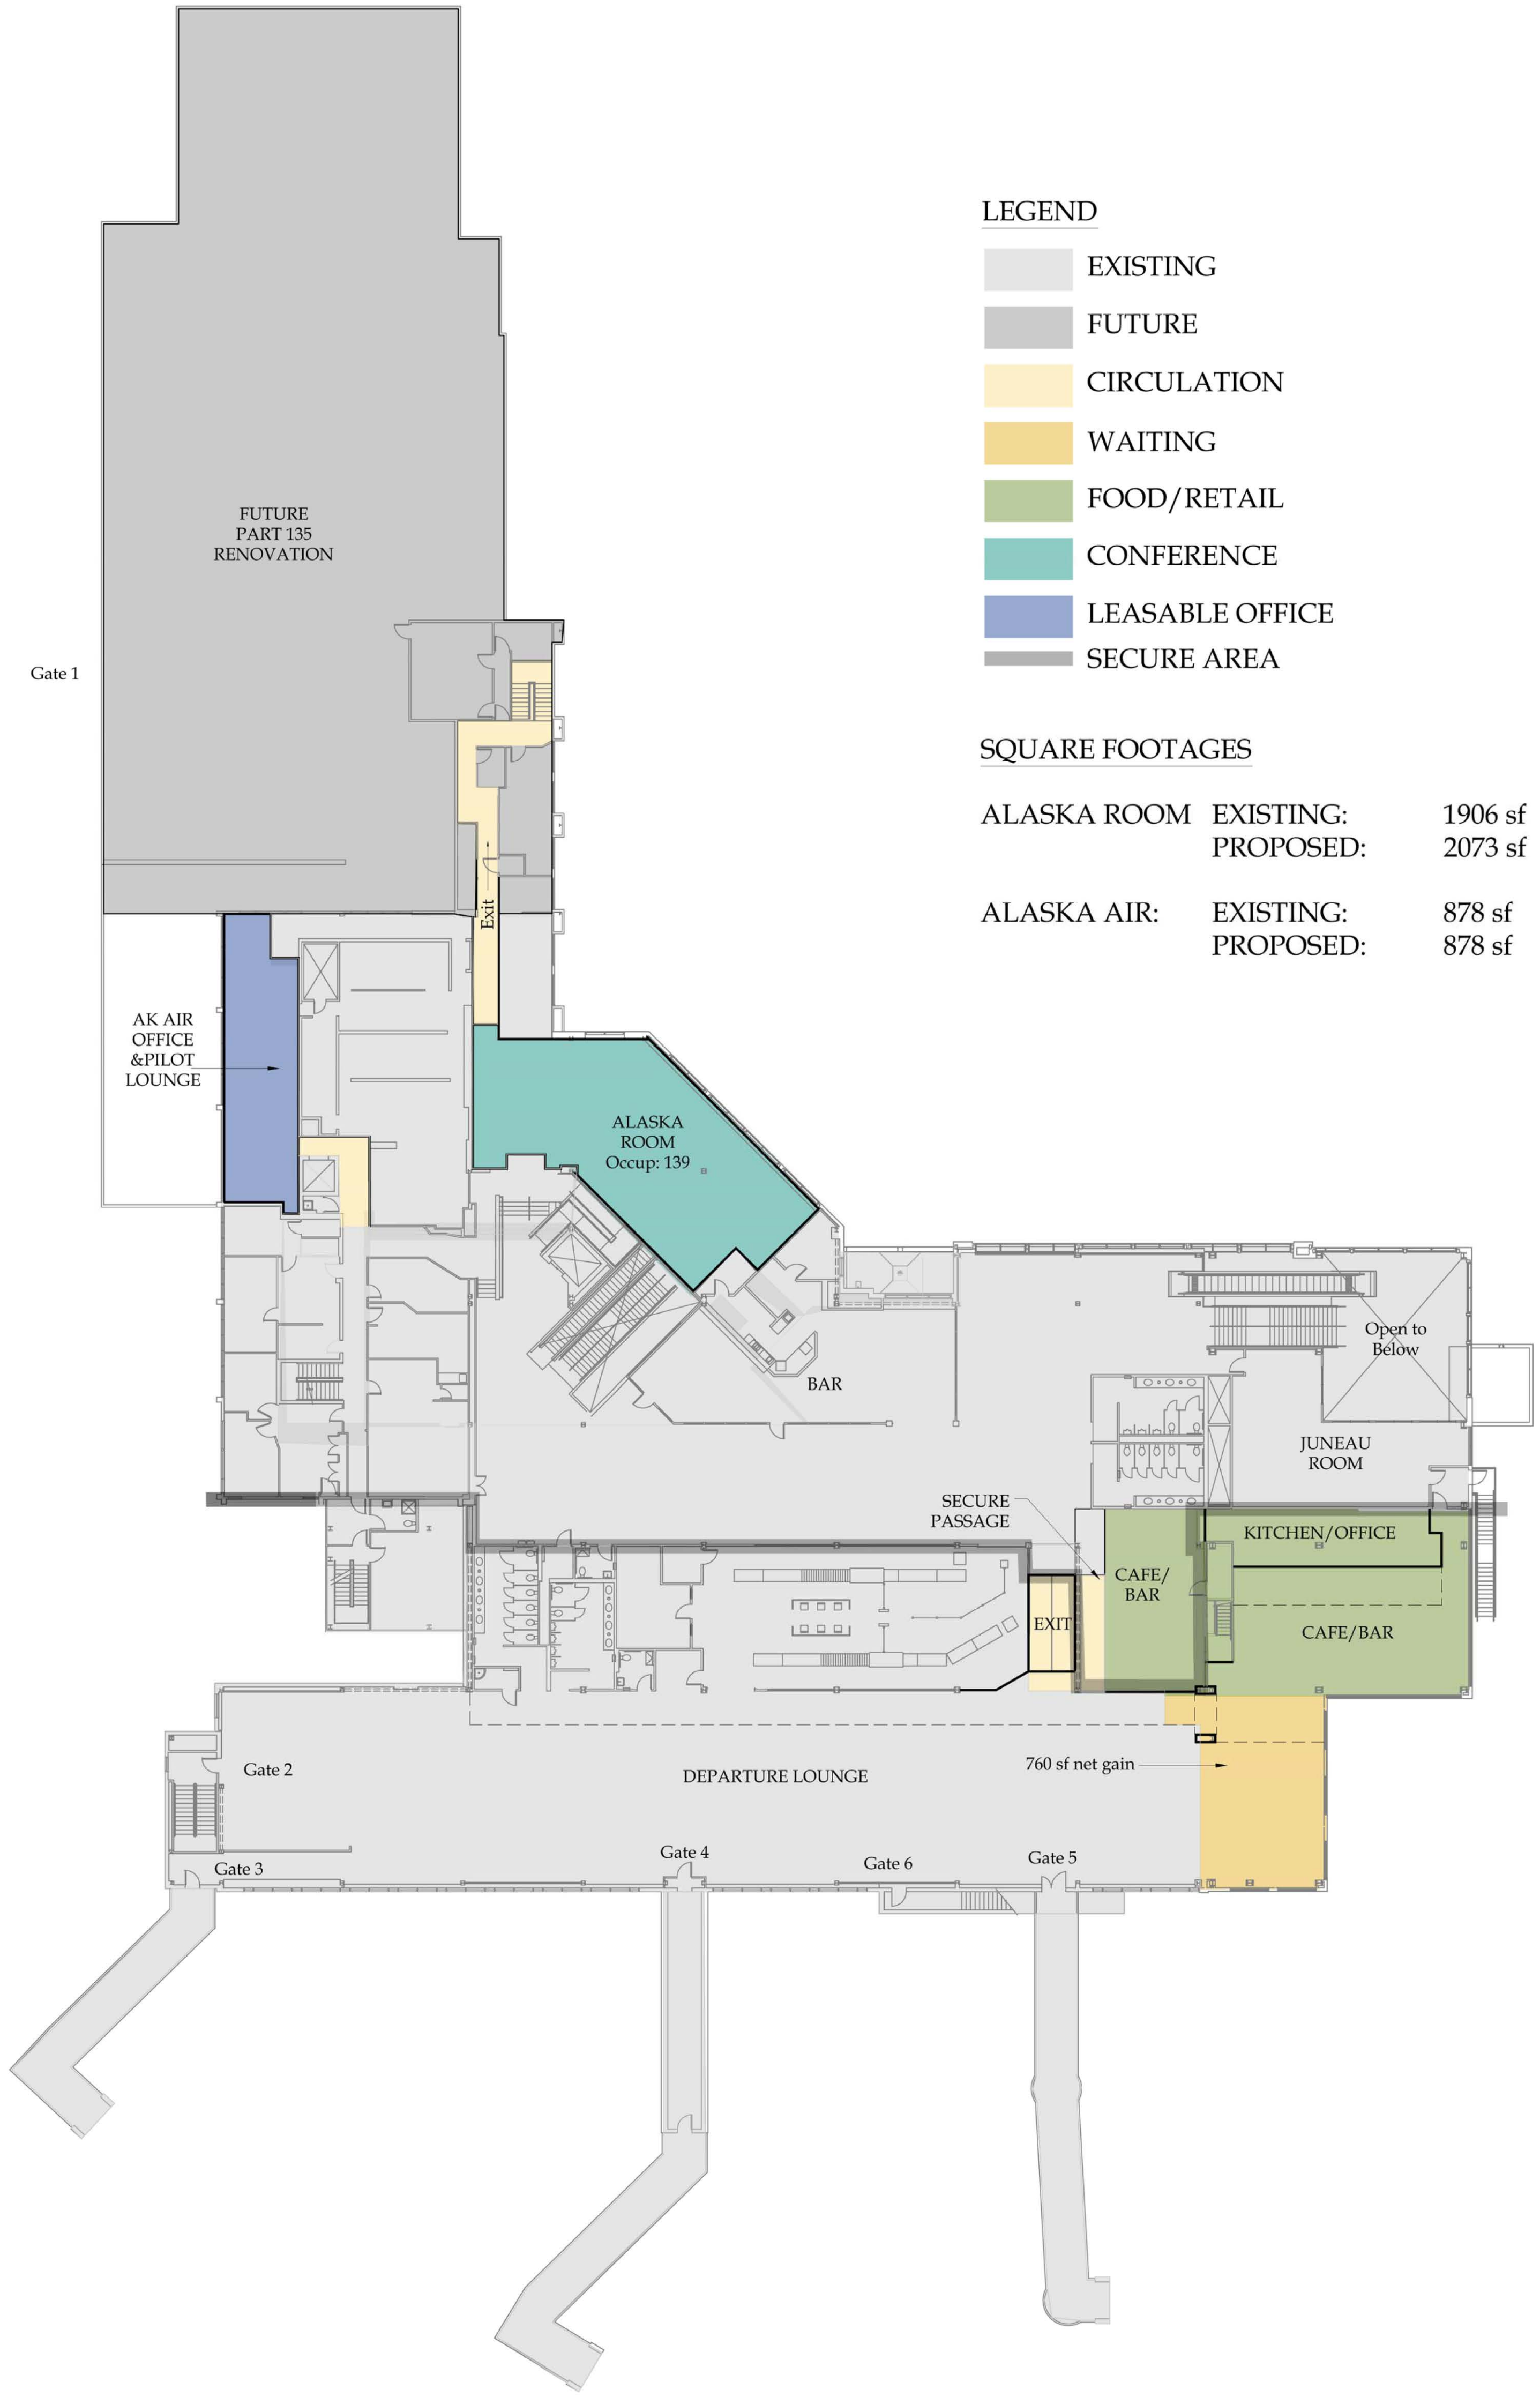 LEGEND
EXISTING
FUTURE
CIRCULATION
WAITING
FOOD/RETAIL
CONFERENCE
LEASABLE OFFICE
SECURE AREA
SQUARE FOOTAGES
ALASKA ROOM EXISTING: 1906 sf
PROPOSED: 2073 sf
ALASKA AIR: EXISTING: 878 sf
PROPOSED: 878 sf
FUTURE
PART 135
RENOVATION
Gate 1
Exit
AK AIR
OFFICE
&PILOT
LOUNGE
ALASKA
ROOM
Occup: 139
Open to
Below
BAR
JUNEAU
ROOM
SECURE
PASSAGE
KITCHEN/OFFICE
CAFE/
BAR
EXIT
CAFE/BAR
Gate 2
DEPARTURE LOUNGE
760 sf net gain
Gate 3
Gate 4
Gate 6
Gate 5